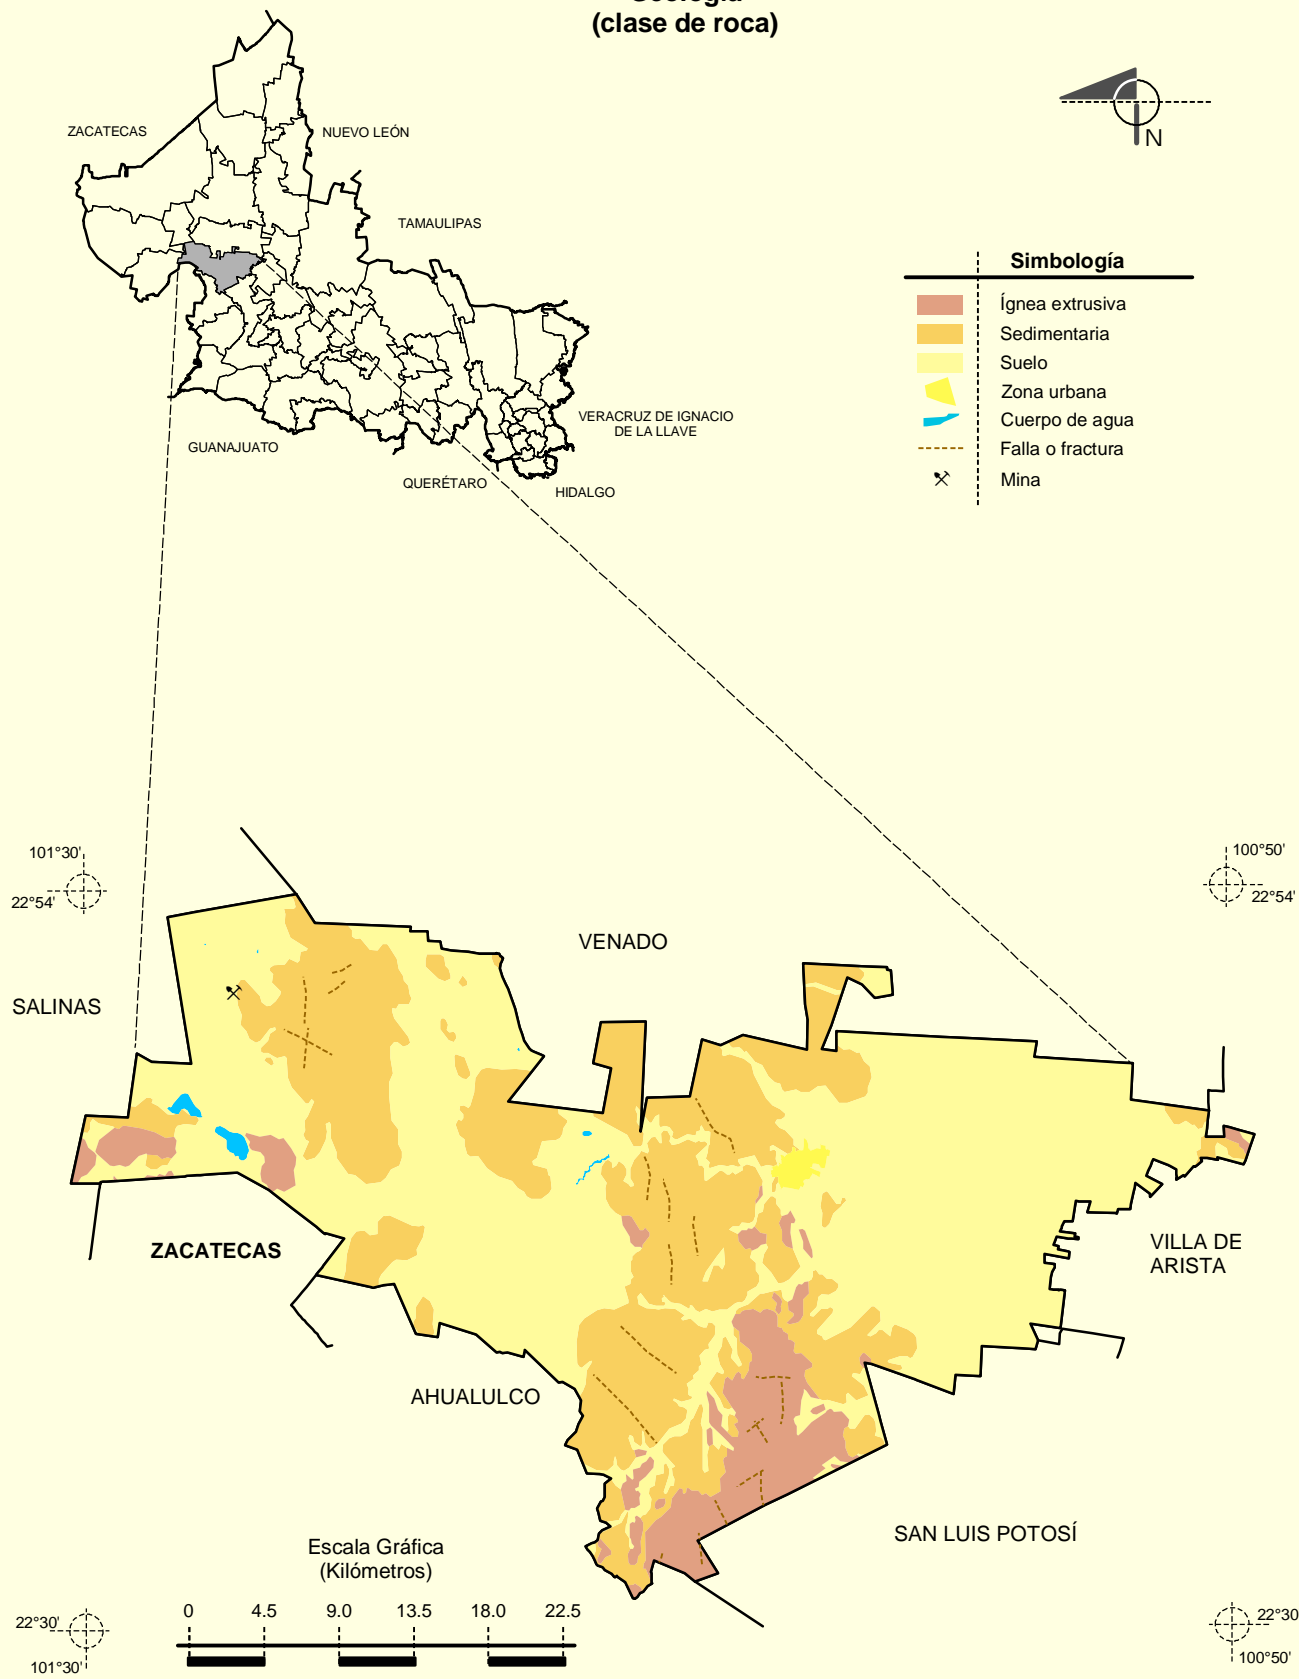 (clase de roca)
ZACATECAS
NUEVO LEÓN
TAMAULIPAS
VERACRUZ DE IGNACIO
DE LA LLAVE
GUANAJUATO
QUERÉTARO
HIDALGO
N
Simbología
Ígnea extrusiva
Sedimentaria
Suelo
Zona urbana
Cuerpo de agua
Falla o fractura
Mina
101°30'
22°54'
100°50'
22°54'
VENADO
SALINAS
ZACATECAS
VILLA DE
ARISTA
AHUALULCO
SAN LUIS POTOSÍ
Escala Gráfica
(Kilómetros)
0 4.5 9.0 13.5 18.0 22.5
22°30'
101°30'
22°30
100°50'